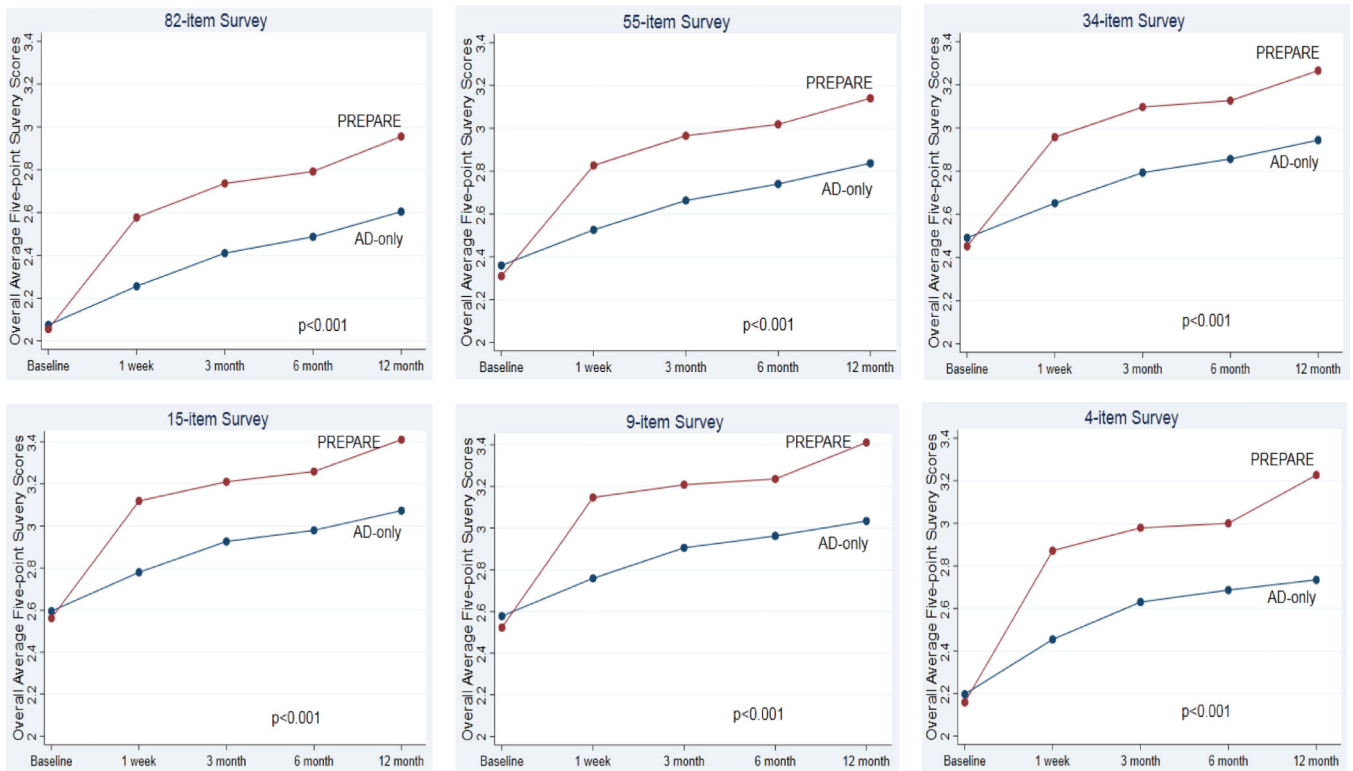 82-item Survey
Overall Average Five-point Suvery Scores
3.4
3.2
3
2.8
2.6
2.4
2.2
2
PREPARE
AD-only
p<0.001
Baseline 1 week 3 month 6 month 12 month
55-item Survey
Overall Average Five-point Suvery Scores
3.4
3.2
3
2.8
2.6
2.4
2.2
2
PREPARE
AD-only
p<0.001
Baseline 1 week 3 month 6 month 12 month
34-item Survey
Overall Average Five-point Suvery Scores
3.4
3.2
3
2.8
2.6
2.4
2.2
2
PREPARE
AD-only
p<0.001
Baseline 1 week 3 month 6 month 12 month
15-item Survey
Overall Average Five-point Suvery Scores
3.4
3.2
3
2.8
2.6
2.4
2.2
2
PREPARE
AD-only
p<0.001
Baseline 1 week 3 month 6 month 12 month
9-item Survey
Overall Average Five-point Suvery Scores
3.4
3.2
3
2.8
2.6
2.4
2.2
2
PREPARE
AD-only
p<0.001
Baseline 1 week 3 month 6 month 12 month
4-item Survey
Overall Average Five-point Suvery Scores
3.4
3.2
3
2.8
2.6
2.4
2.2
2
PREPARE
AD-only
p<0.001
Baseline 1 week 3 month 6 month 12 month